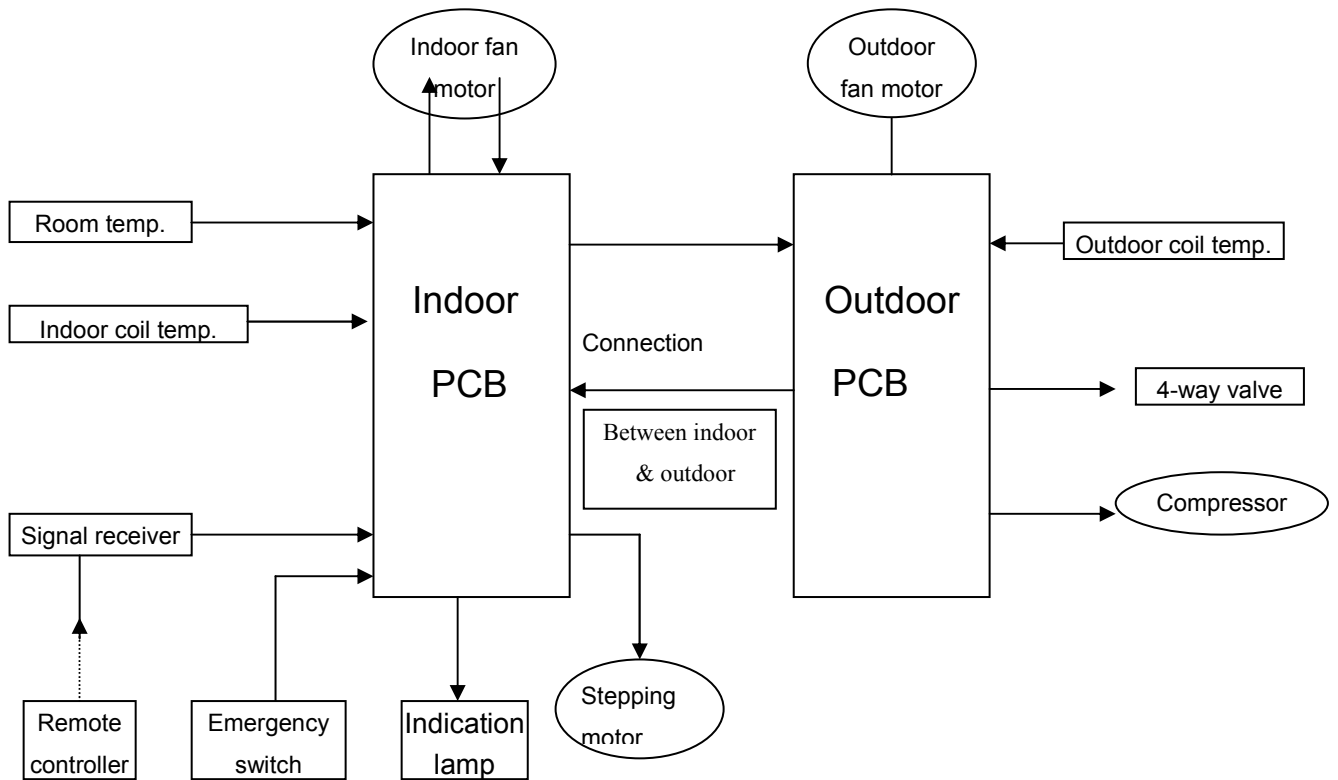 Indoor fan
motor
Outdoor
fan motor
Room temp.
Outdoor coil temp.
Indoor coil temp.
Indoor
PCB
Connection
Outdoor
PCB
4-way valve
Between indoor
& outdoor
Compressor
Signal receiver
Remote
controller
Emergency
switch
Indication
lamp
Stepping
motor